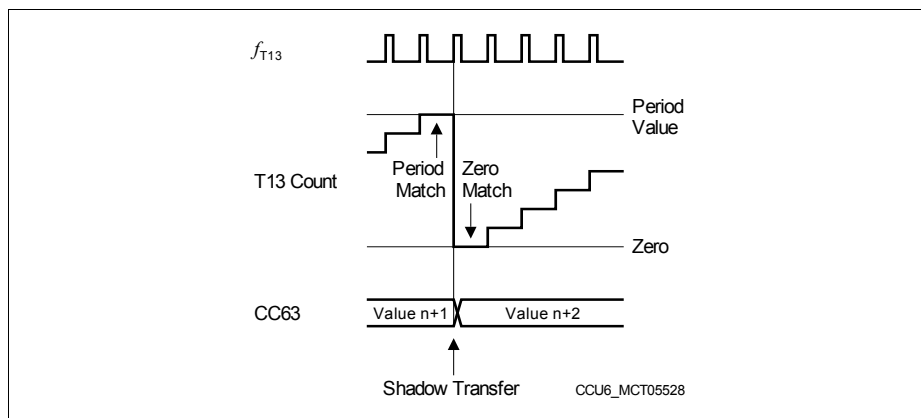 fT13
Period
Value
Period
Match
Zero
Match
T13 Count
Zero
CC63
Value n+1
Value n+2
Shadow Transfer
CCU6_MCT05528